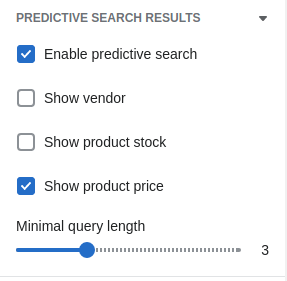 PREDICTIVE SEARCH RESULTS
Enable predictive search
Show vendor
Show product stock
Show product price
Minimal query length
3